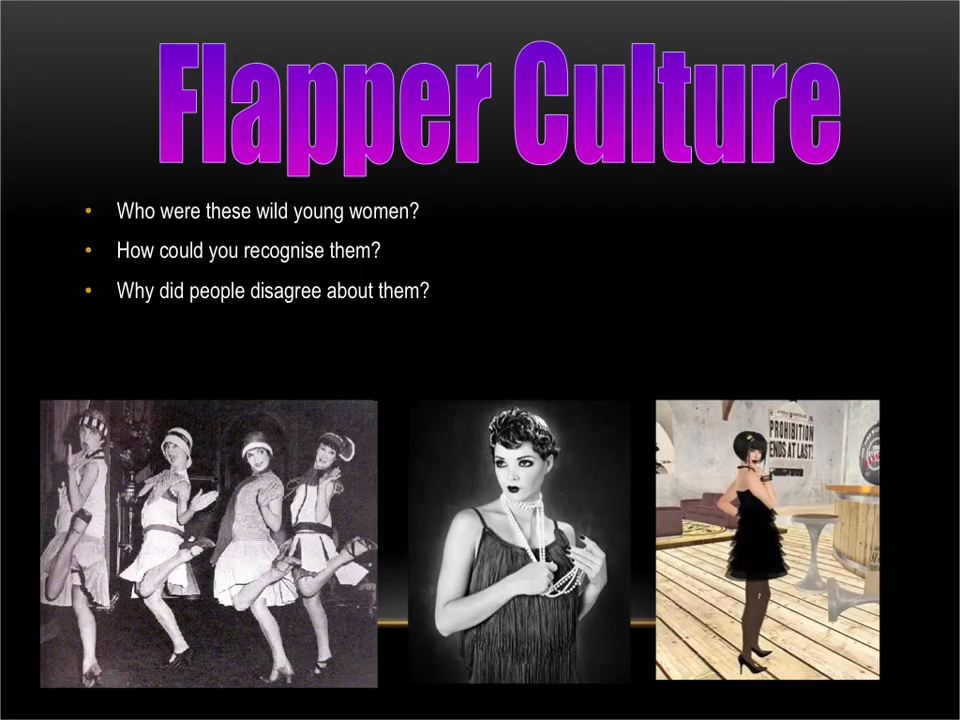 Flapper Culture
• Who were these wild young women?
• How could you recognise them?
• Why did people disagree about them?
PROHIBITION
ENDS AT LAST!